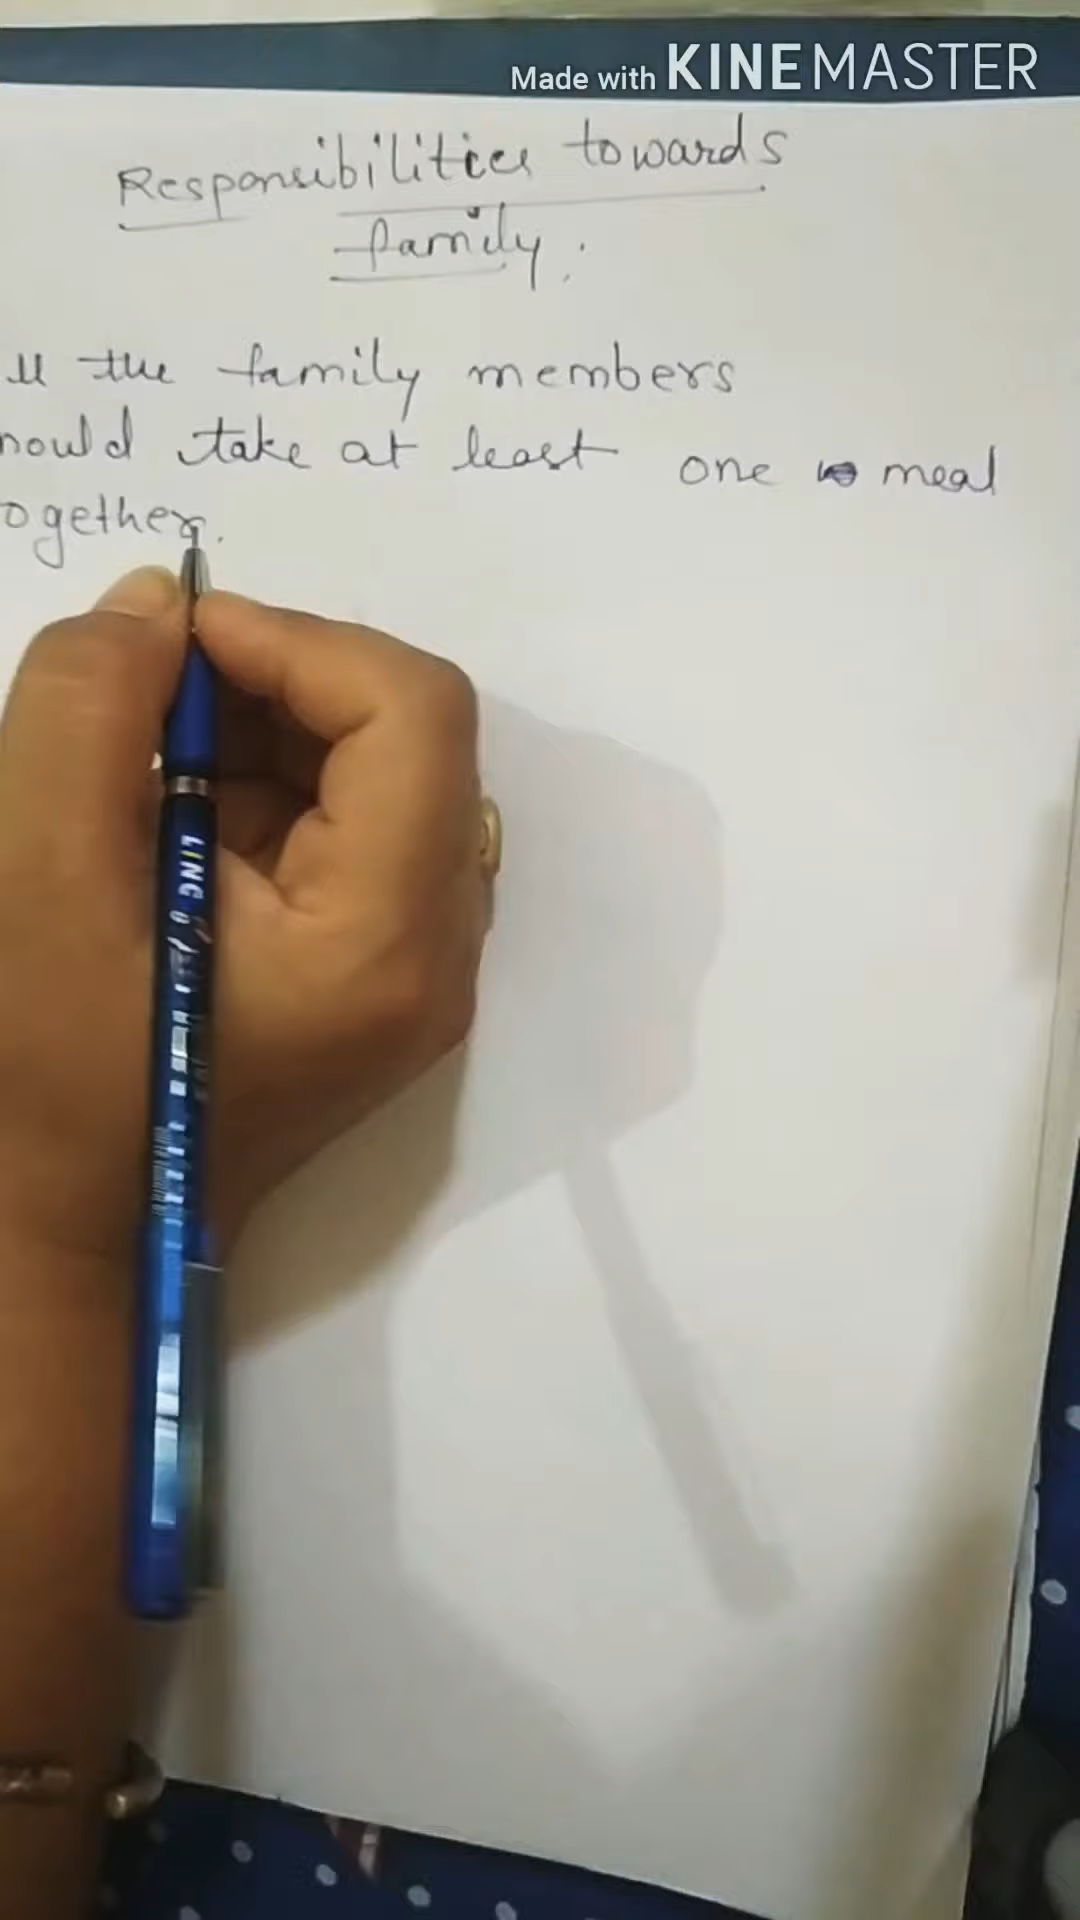 Made with KINEMASTER
Responsibilities towards
family.
ll the family members
hould take at least one meal
ogether.
LINC